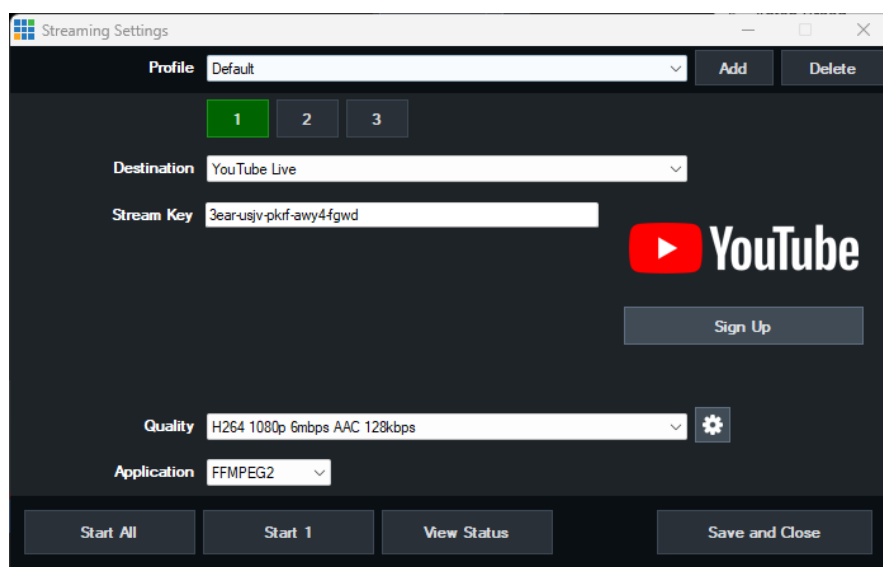 Streaming Settings
Profile Default Add Delete
1 2 3
Destination YouTube Live
Stream Key 3ear-usjv-pkrf-awy4-fgwd
YouTube
Sign Up
Quality H264 1080p 6mbps AAC 128kbps
Application FFMPEG2
Start All Start 1 View Status Save and Close